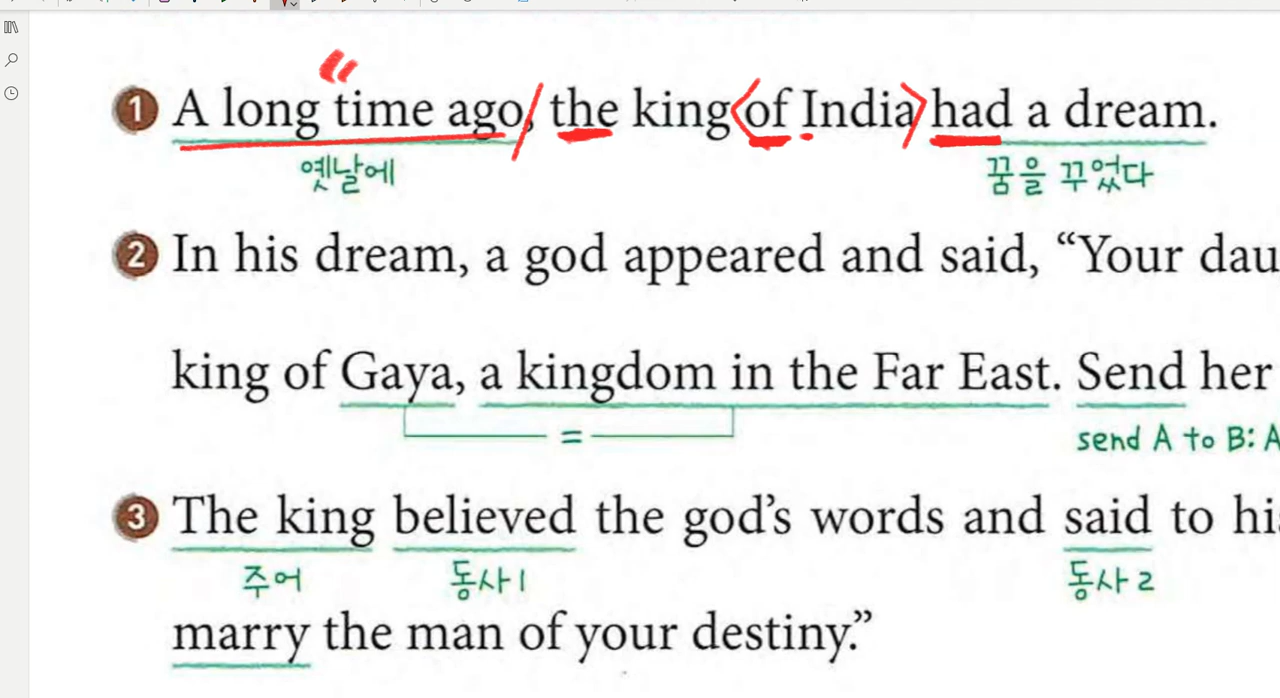 1 A long time ago, the king of India had a dream.
옛날에 꿈을 꾸었다
2 In his dream, a god appeared and said, “Your dau
king of Gaya, a kingdom in the Far East. Send her
= send A to B: A
3 The king believed the god’s words and said to hi
주어 동사1 동사2
marry the man of your destiny.”